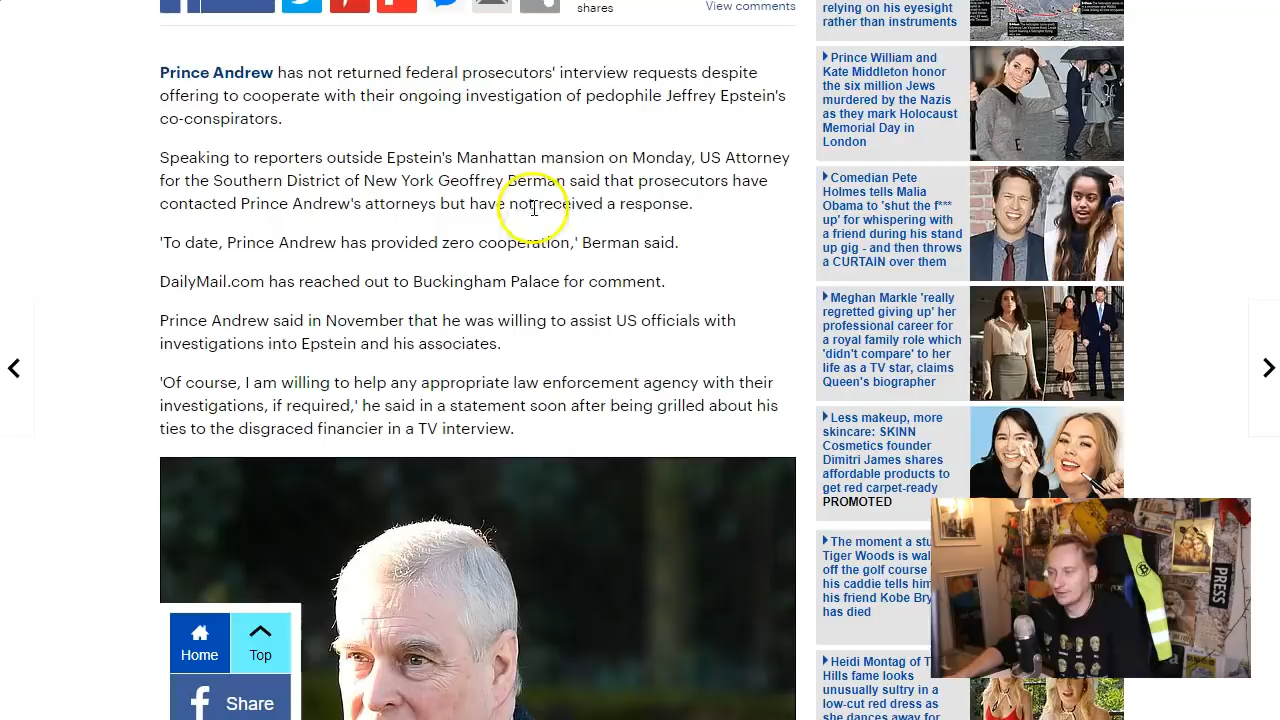 shares
View comments
Prince Andrew has not returned federal prosecutors' interview requests despite
offering to cooperate with their ongoing investigation of pedophile Jeffrey Epstein's
co-conspirators.
Speaking to reporters outside Epstein's Manhattan mansion on Monday, US Attorney
for the Southern District of New York Geoffrey Berman said that prosecutors have
contacted Prince Andrew's attorneys but have not received a response.
'To date, Prince Andrew has provided zero cooperation,' Berman said.
DailyMail.com has reached out to Buckingham Palace for comment.
Prince Andrew said in November that he was willing to assist US officials with
investigations into Epstein and his associates.
'Of course, I am willing to help any appropriate law enforcement agency with their
investigations, if required,' he said in a statement soon after being grilled about his
ties to the disgraced financier in a TV interview.
Home
Top
Share
relying on his eyesight
rather than instruments
Prince William and
Kate Middleton honor
the six million Jews
murdered by the Nazis
as they mark Holocaust
Memorial Day in
London
Comedian Pete
Holmes tells Malia
Obama to 'shut the f***
up' for whispering with
a friend during his stand
up gig - and then throws
a CURTAIN over them
Meghan Markle 'really
regretted giving up' her
professional career for
a royal family role which
'didn't compare' to her
life as a TV star, claims
Queen's biographer
Less makeup, more
skincare: SKINN
Cosmetics founder
Dimitri James shares
affordable products to
get red carpet-ready
PROMOTED
The moment a stu
Tiger Woods is wal
off the golf course
his caddie tells him
his friend Kobe Bry
has died
Heidi Montag of T
Hills fame looks
unusually sultry in a
low-cut red dress as
she dances away for
PRESS